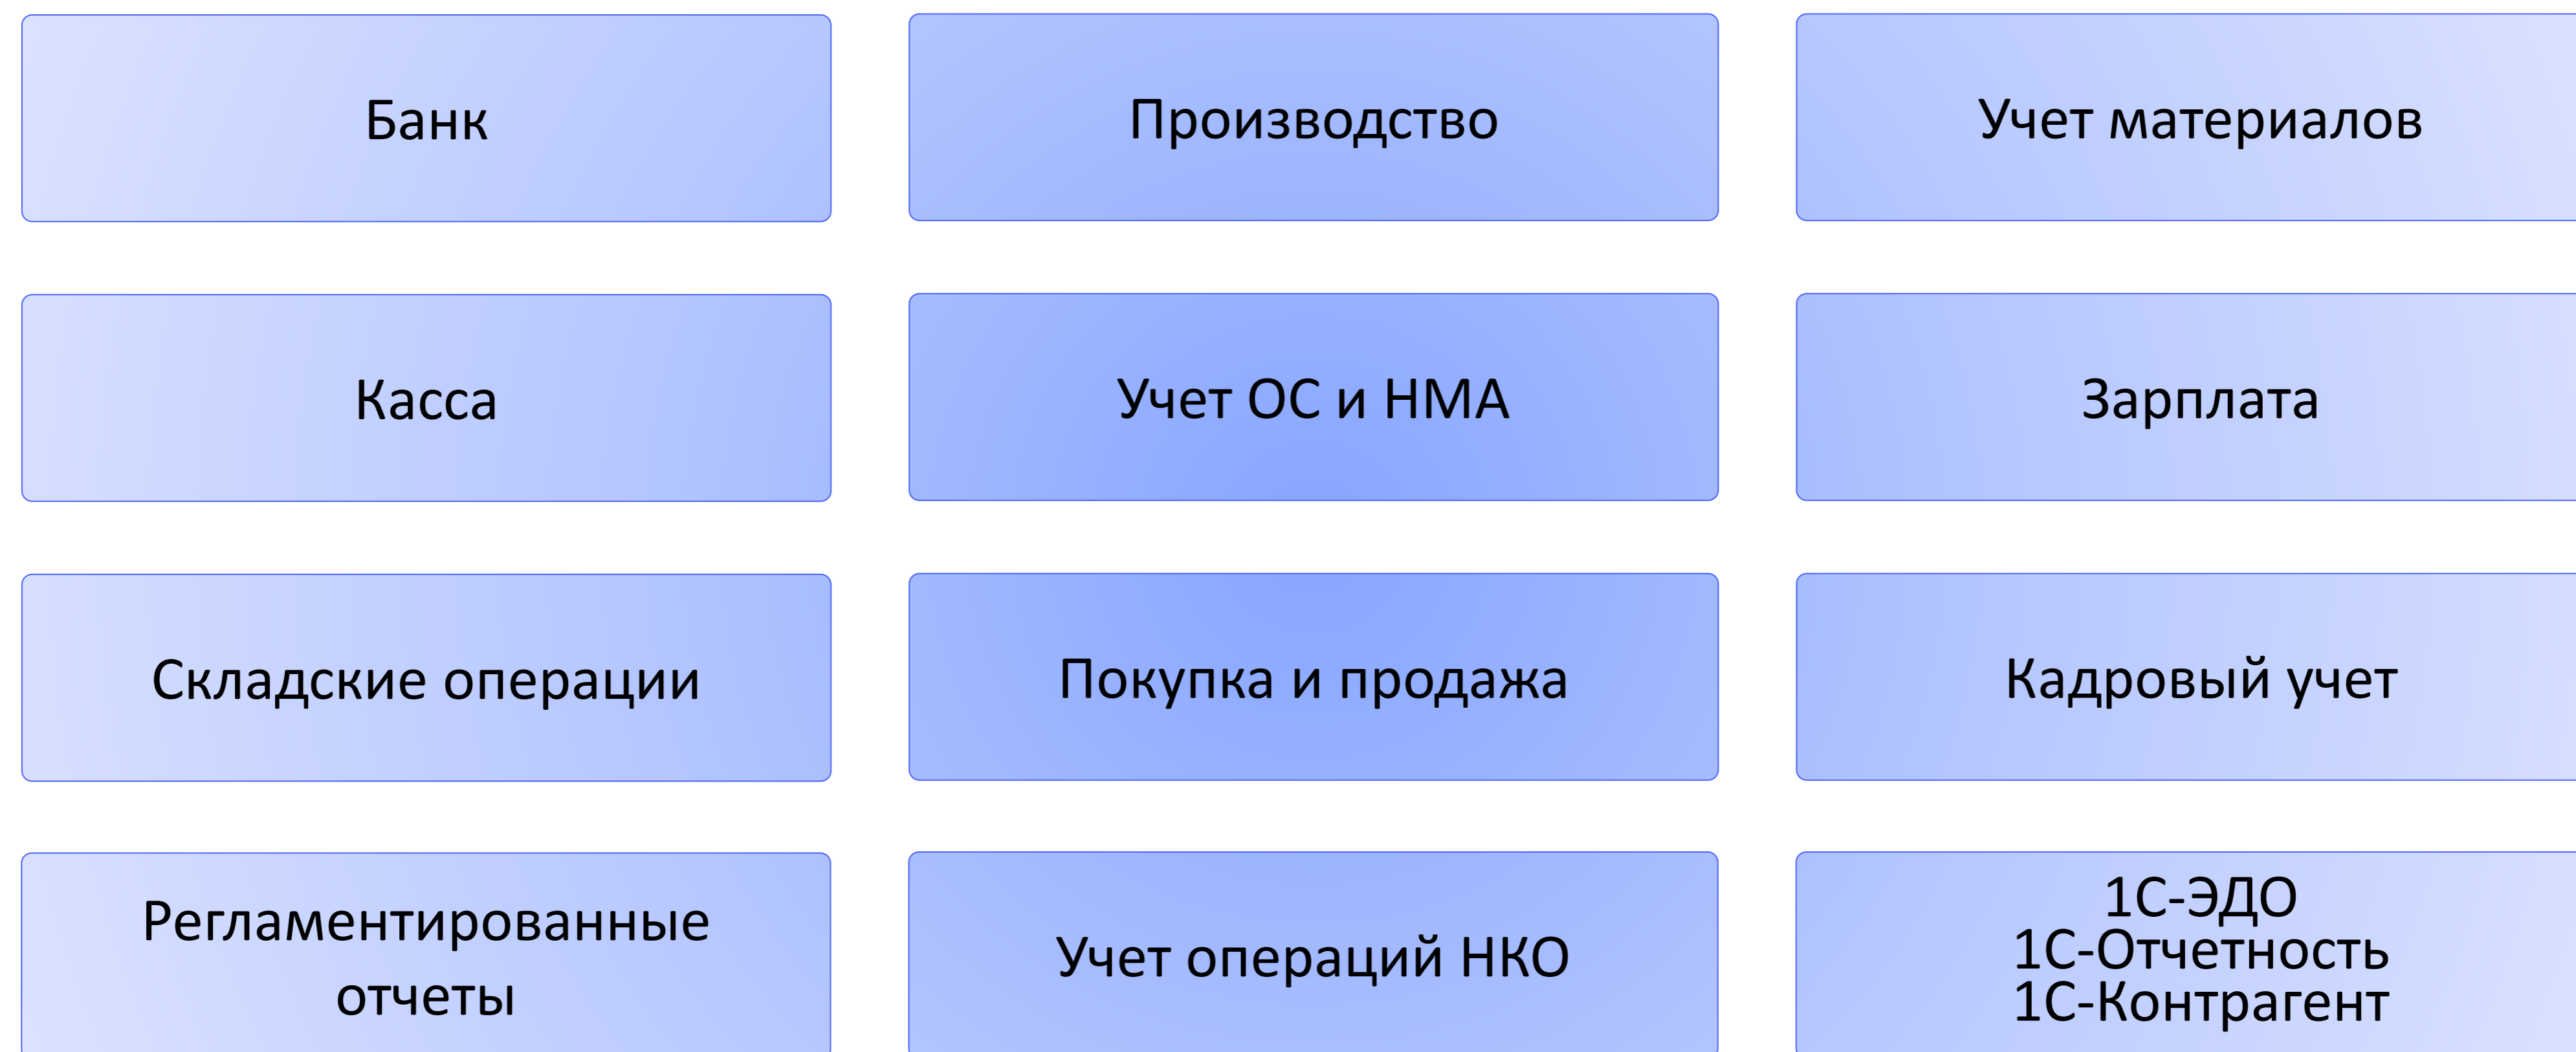 Банк
Производство
Учет материалов
Касса
Учет ОС и НМА
Зарплата
Складские операции
Покупка и продажа
Кадровый учет
Регламентированные
отчеты
Учет операций НКО
1С-ЭДО
1С-Отчетность
1С-Контрагент